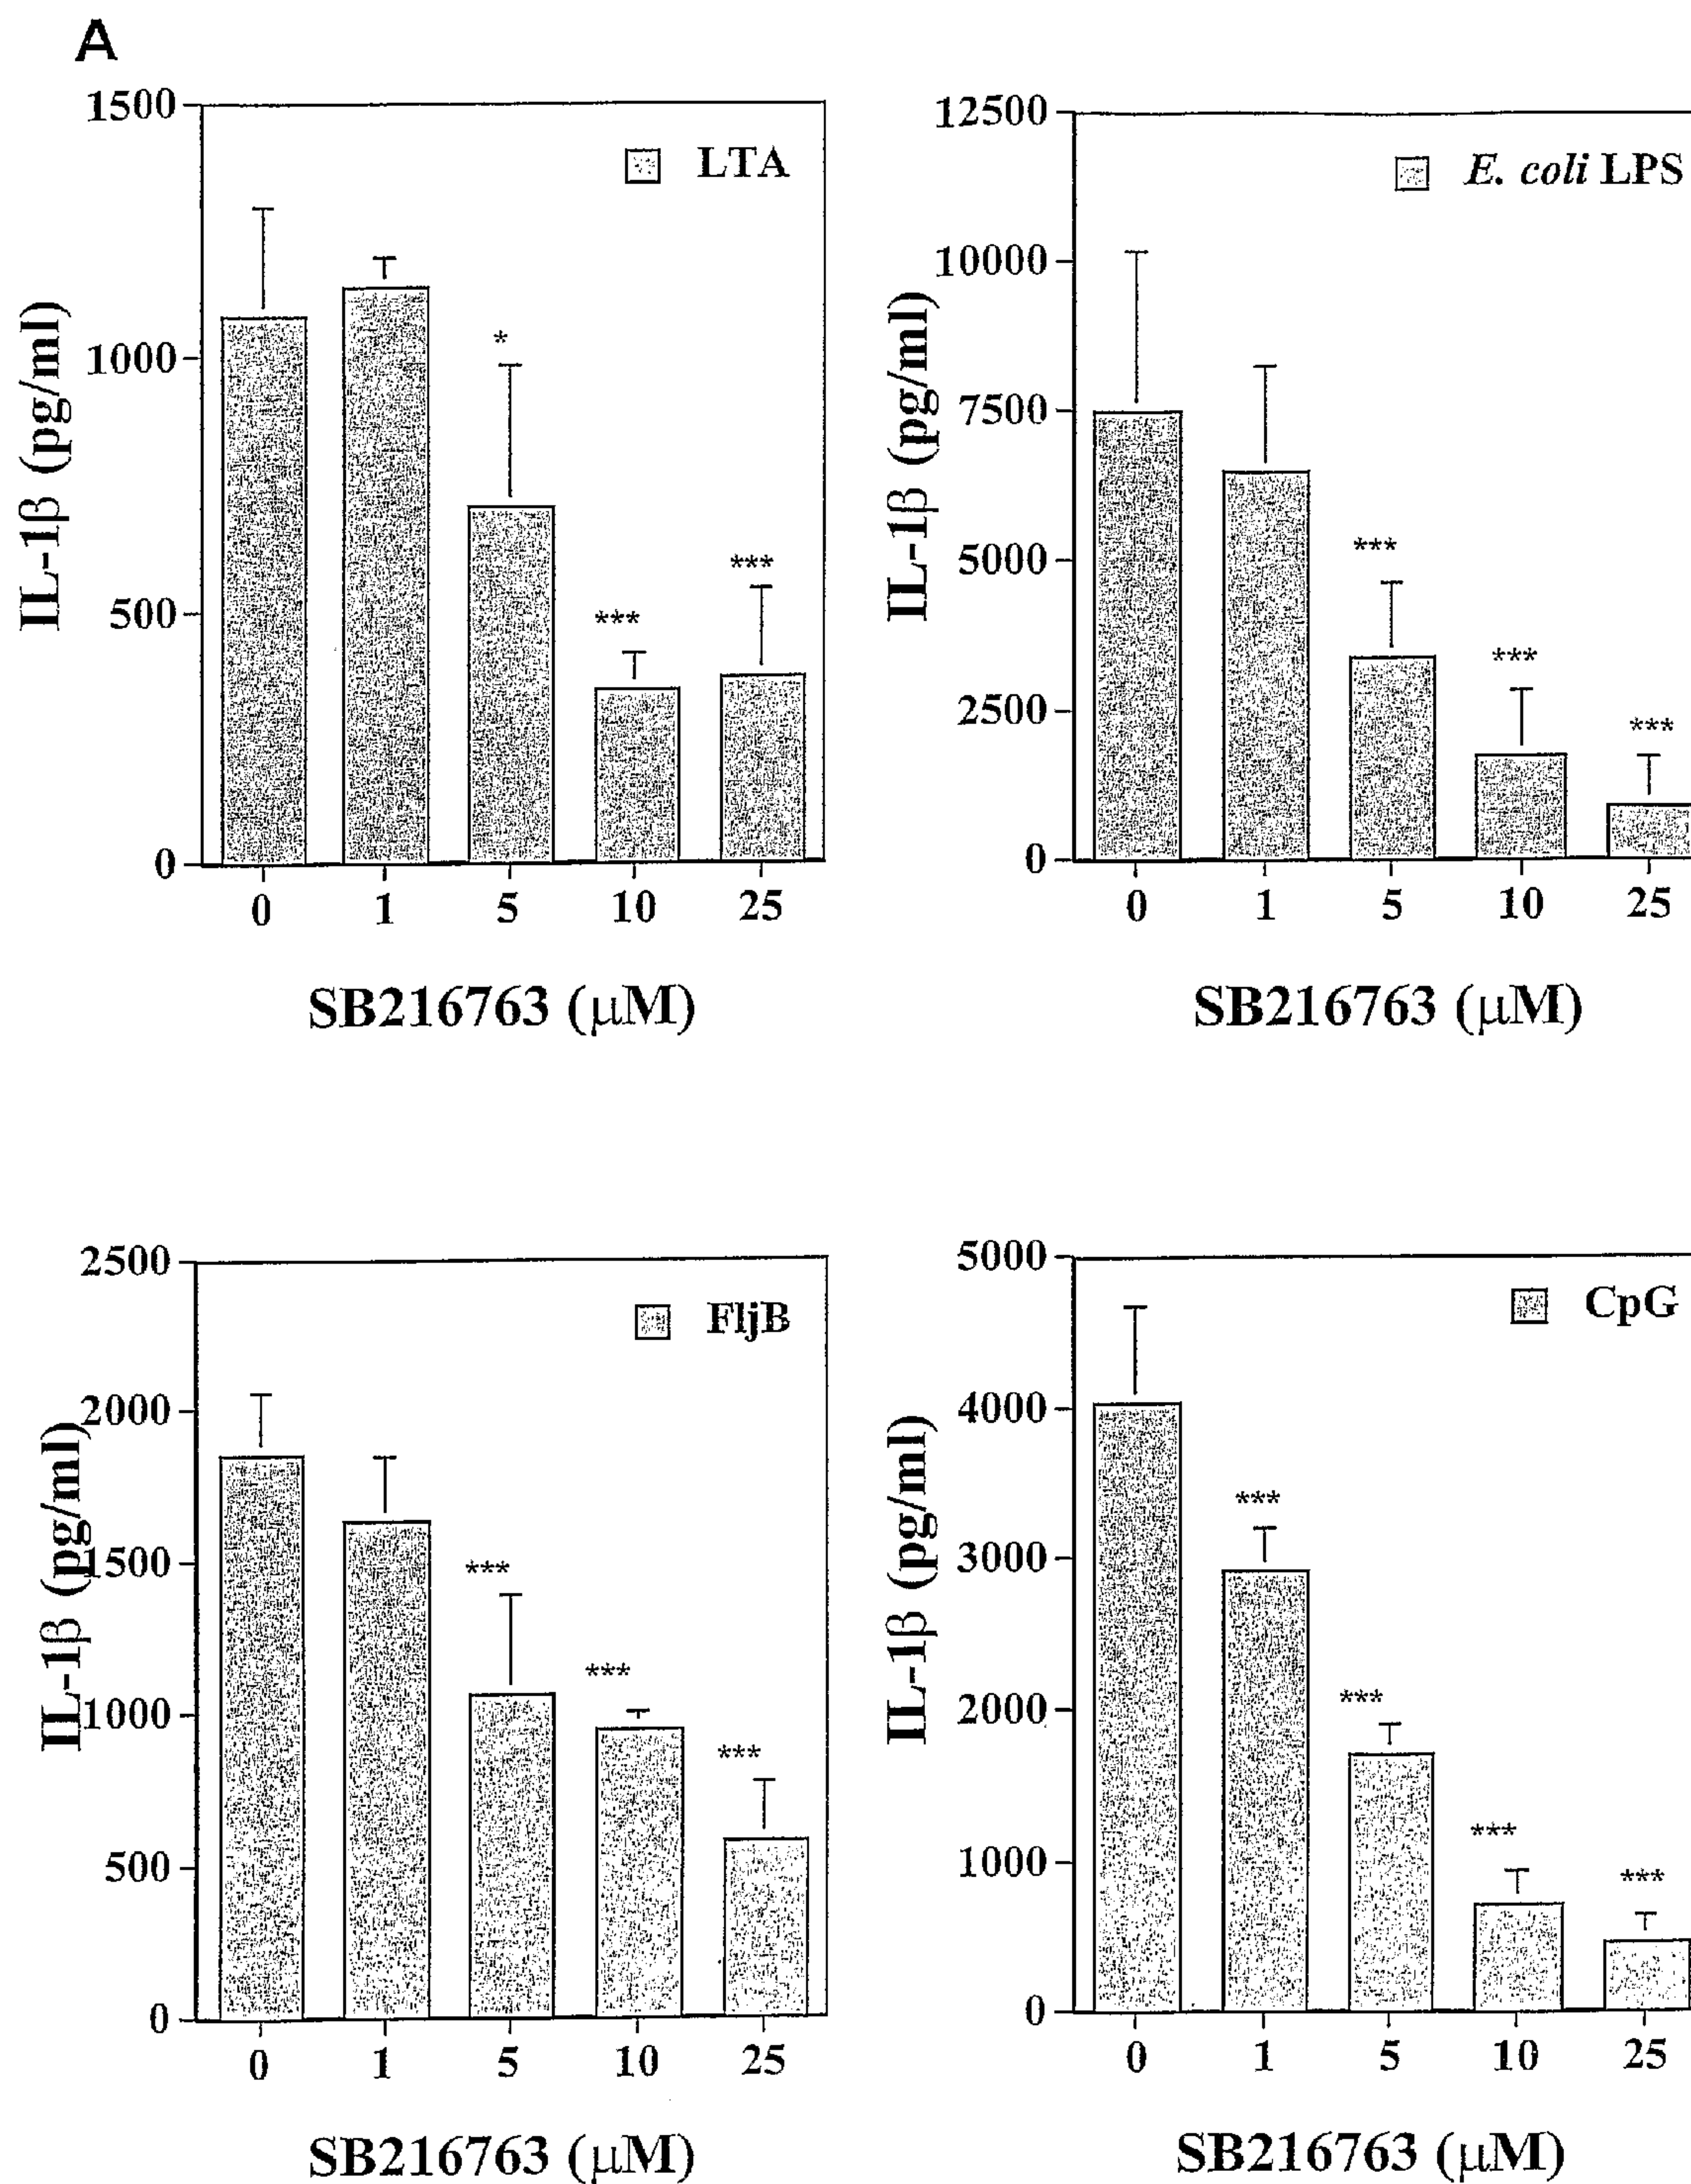 A
1500
1000
500
0
IL-1β (pg/ml)
LTA
*
***
***
0 1 5 10 25
SB216763 (μM)
12500
10000
7500
5000
2500
0
IL-1β (pg/ml)
E. coli LPS
***
***
***
0 1 5 10 25
SB216763 (μM)
2500
2000
1500
1000
500
0
IL-1β (pg/ml)
FljB
***
***
***
0 1 5 10 25
SB216763 (μM)
5000
4000
3000
2000
1000
0
IL-1β (pg/ml)
CpG
***
***
***
***
0 1 5 10 25
SB216763 (μM)